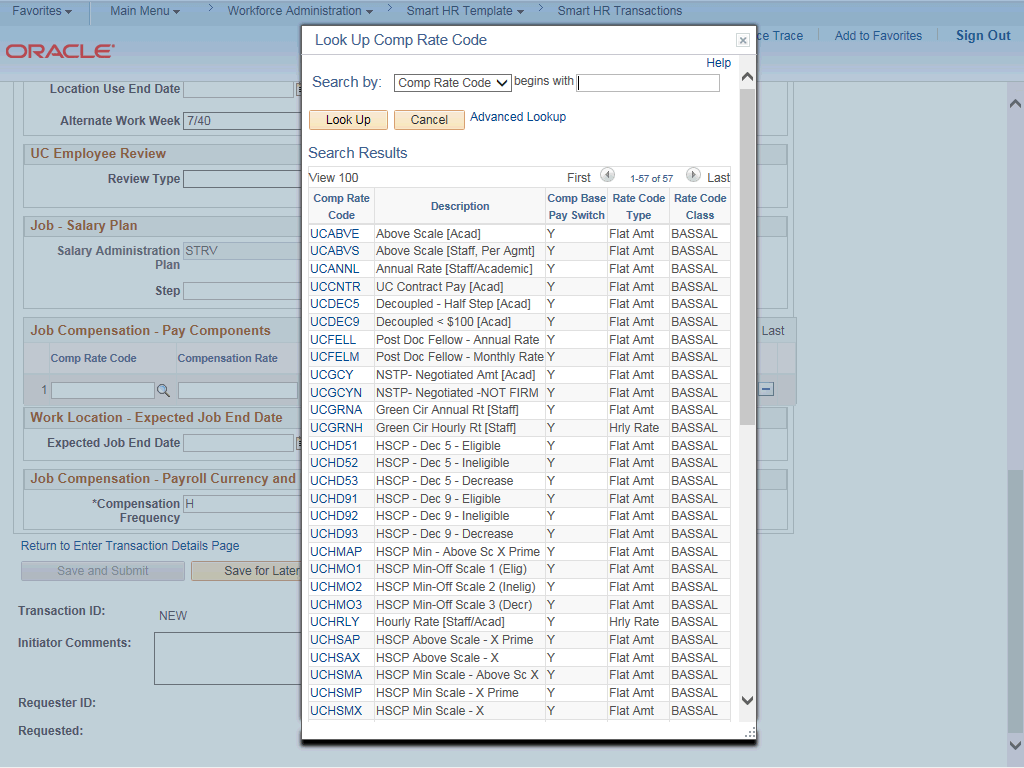 Favorites Main Menu > Workforce Administration > Smart HR Template > Smart HR Transactions
ce Trace Add to Favorites Sign Out
ORACLE
Location Use End Date
Alternate Work Week 7/40
UC Employee Review
Review Type
Job - Salary Plan
Salary Administration Plan STRV
Step
Job Compensation - Pay Components Last
Comp Rate Code Compensation Rate
1
Work Location - Expected Job End Date
Expected Job End Date
Job Compensation - Payroll Currency and
*Compensation Frequency H
Return to Enter Transaction Details Page
Save and Submit Save for Later
Transaction ID: NEW
Initiator Comments:
Requester ID:
Requested:
Look Up Comp Rate Code
Help
Search by: Comp Rate Code begins with
Look Up Cancel Advanced Lookup
Search Results
View 100 First 1-57 of 57 Last
Comp Rate Code Description Comp Base Pay Switch Rate Code Type Rate Code Class
UCABVE Above Scale [Acad] Y Flat Amt BASSAL
UCABVS Above Scale [Staff, Per Agmt] Y Flat Amt BASSAL
UCANNL Annual Rate [Staff/Academic] Y Flat Amt BASSAL
UCCNTR UC Contract Pay [Acad] Y Flat Amt BASSAL
UCDEC5 Decoupled - Half Step [Acad] Y Flat Amt BASSAL
UCDEC9 Decoupled < $100 [Acad] Y Flat Amt BASSAL
UCFELL Post Doc Fellow - Annual Rate Y Flat Amt BASSAL
UCFELM Post Doc Fellow - Monthly Rate Y Flat Amt BASSAL
UCGCY NSTP- Negotiated Amt [Acad] Y Flat Amt BASSAL
UCGCYN NSTP- Negotiated -NOT FIRM Y Flat Amt BASSAL
UCGRNA Green Cir Annual Rt [Staff] Y Flat Amt BASSAL
UCGRNH Green Cir Hourly Rt [Staff] Y Hrly Rate BASSAL
UCHD51 HSCP - Dec 5 - Eligible Y Flat Amt BASSAL
UCHD52 HSCP - Dec 5 - Ineligible Y Flat Amt BASSAL
UCHD53 HSCP - Dec 5 - Decrease Y Flat Amt BASSAL
UCHD91 HSCP - Dec 9 - Eligible Y Flat Amt BASSAL
UCHD92 HSCP - Dec 9 - Ineligible Y Flat Amt BASSAL
UCHD93 HSCP - Dec 9 - Decrease Y Flat Amt BASSAL
UCHMAP HSCP Min - Above Sc X Prime Y Flat Amt BASSAL
UCHMO1 HSCP Min-Off Scale 1 (Elig) Y Flat Amt BASSAL
UCHMO2 HSCP Min-Off Scale 2 (Inelig) Y Flat Amt BASSAL
UCHMO3 HSCP Min-Off Scale 3 (Decr) Y Flat Amt BASSAL
UCHRLY Hourly Rate [Staff/Acad] Y Hrly Rate BASSAL
UCHSAP HSCP Above Scale - X Prime Y Flat Amt BASSAL
UCHSAX HSCP Above Scale - X Y Flat Amt BASSAL
UCHSMA HSCP Min Scale - Above Sc X Y Flat Amt BASSAL
UCHSMP HSCP Min Scale - X Prime Y Flat Amt BASSAL
UCHSMX HSCP Min Scale - X Y Flat Amt BASSAL